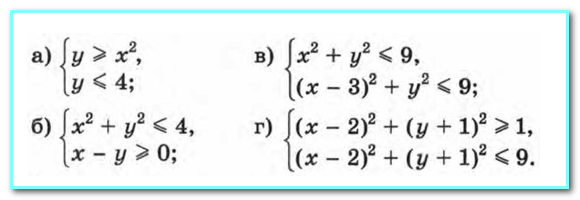 а) { y ⩾ x²,
y ⩽ 4;
б) { x² + y² ⩽ 4,
x − y ⩾ 0;
в) { x² + y² ⩽ 9,
(x − 3)² + y² ⩽ 9;
г) { (x − 2)² + (y + 1)² ⩾ 1,
(x − 2)² + (y + 1)² ⩽ 9.